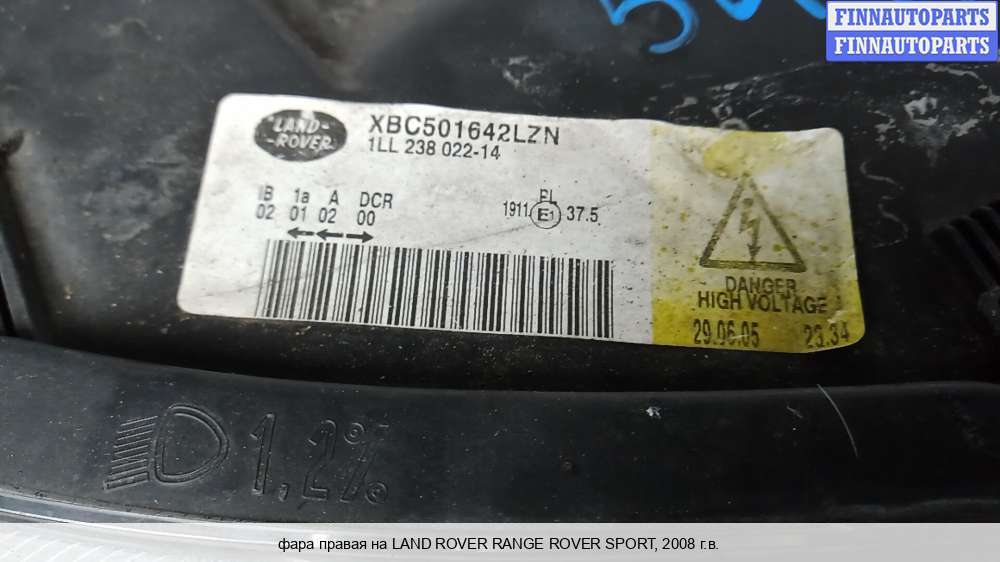 FINNAUTOPARTS
FINNAUTOPARTS
LAND-
ROVER
XBC501642LZN
1LL 238 022-14
IB 1a A DCR
02 01 02 00
PL
1911 E1 37.5
DANGER
HIGH VOLTAGE
29.06.05 23.34
1,2%
фара правая на LAND ROVER RANGE ROVER SPORT, 2008 г.в.